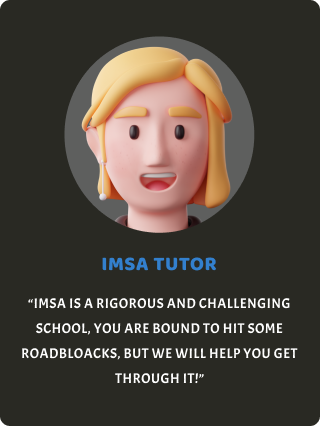 IMSA TUTOR
“IMSA IS A RIGOROUS AND CHALLENGING
SCHOOL, YOU ARE BOUND TO HIT SOME
ROADBLOACKS, BUT WE WILL HELP YOU GET
THROUGH IT!”